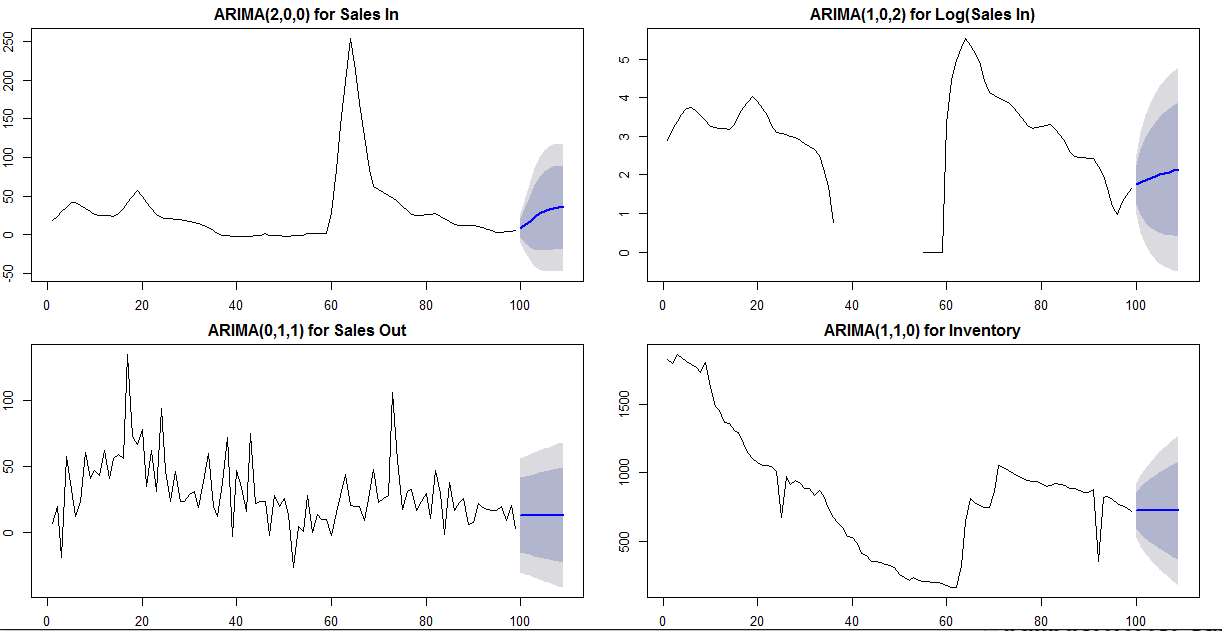 ARIMA(2,0,0) for Sales In
250
200
150
100
50
0
-50
0 20 40 60 80 100
ARIMA(1,0,2) for Log(Sales In)
5
4
3
2
1
0
0 20 40 60 80 100
ARIMA(0,1,1) for Sales Out
100
50
0
0 20 40 60 80 100
ARIMA(1,1,0) for Inventory
1500
1000
500
0 20 40 60 80 100